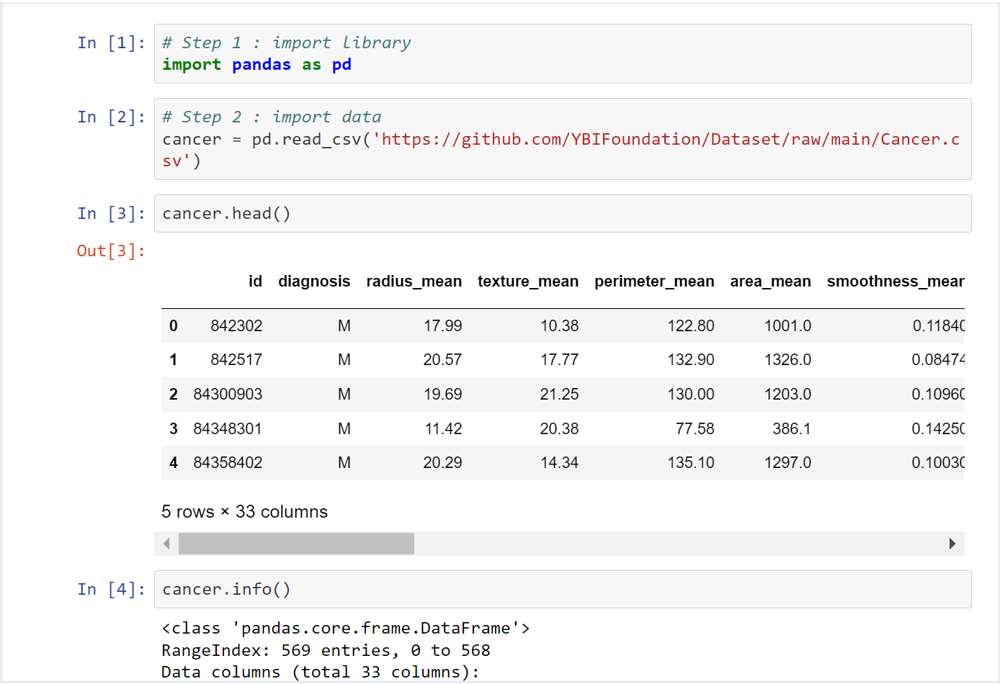 In [1]: # Step 1 : import library
import pandas as pd
In [2]: # Step 2 : import data
cancer = pd.read_csv('https://github.com/YBIFoundation/Dataset/raw/main/Cancer.c
sv')
In [3]: cancer.head()
Out[3]:
id diagnosis radius_mean texture_mean perimeter_mean area_mean smoothness_mean
0 842302 M 17.99 10.38 122.80 1001.0 0.11840
1 842517 M 20.57 17.77 132.90 1326.0 0.08474
2 84300903 M 19.69 21.25 130.00 1203.0 0.10960
3 84348301 M 11.42 20.38 77.58 386.1 0.14250
4 84358402 M 20.29 14.34 135.10 1297.0 0.10030
5 rows × 33 columns
In [4]: cancer.info()
<class 'pandas.core.frame.DataFrame'>
RangeIndex: 569 entries, 0 to 568
Data columns (total 33 columns):